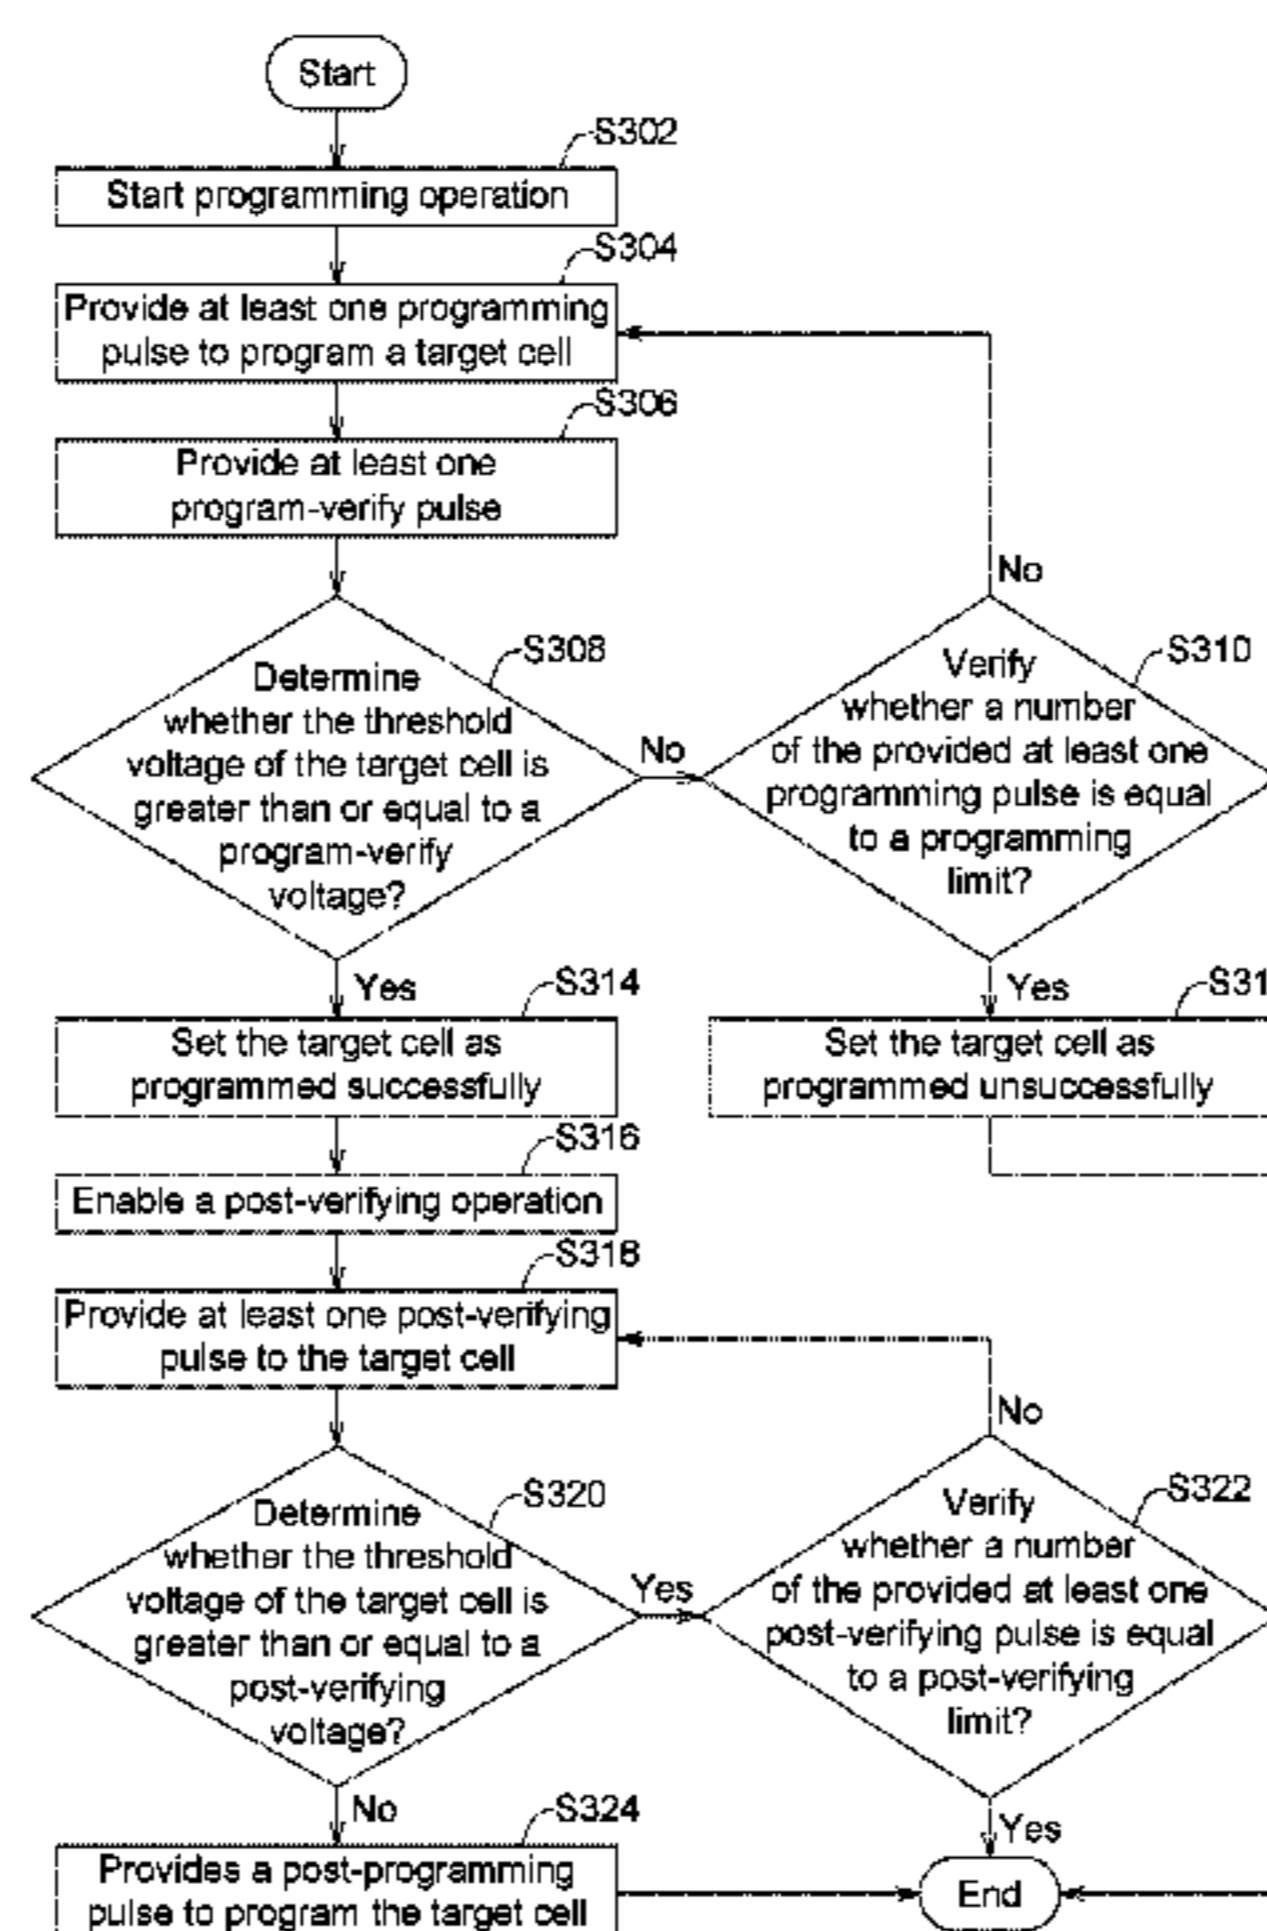 Start
S302
Start programming operation
S304
Provide at least one programming
pulse to program a target cell
S306
Provide at least one
program-verify pulse
No
S308
Determine
whether the threshold
voltage of the target cell is
greater than or equal to a
program-verify
voltage?
No
S310
Verify
whether a number
of the provided at least one
programming pulse is equal
to a programming
limit?
Yes
S314
Set the target cell as
programmed successfully
Yes
S31
Set the target cell as
programmed unsuccessfully
S316
Enable a post-verifying operation
S318
Provide at least one post-verifying
pulse to the target cell
No
S320
Determine
whether the threshold
voltage of the target cell is
greater than or equal to a
post-verifying
voltage?
Yes
S322
Verify
whether a number
of the provided at least one
post-verifying pulse is equal
to a post-verifying
limit?
No
S324
Provides a post-programming
pulse to program the target cell
Yes
End